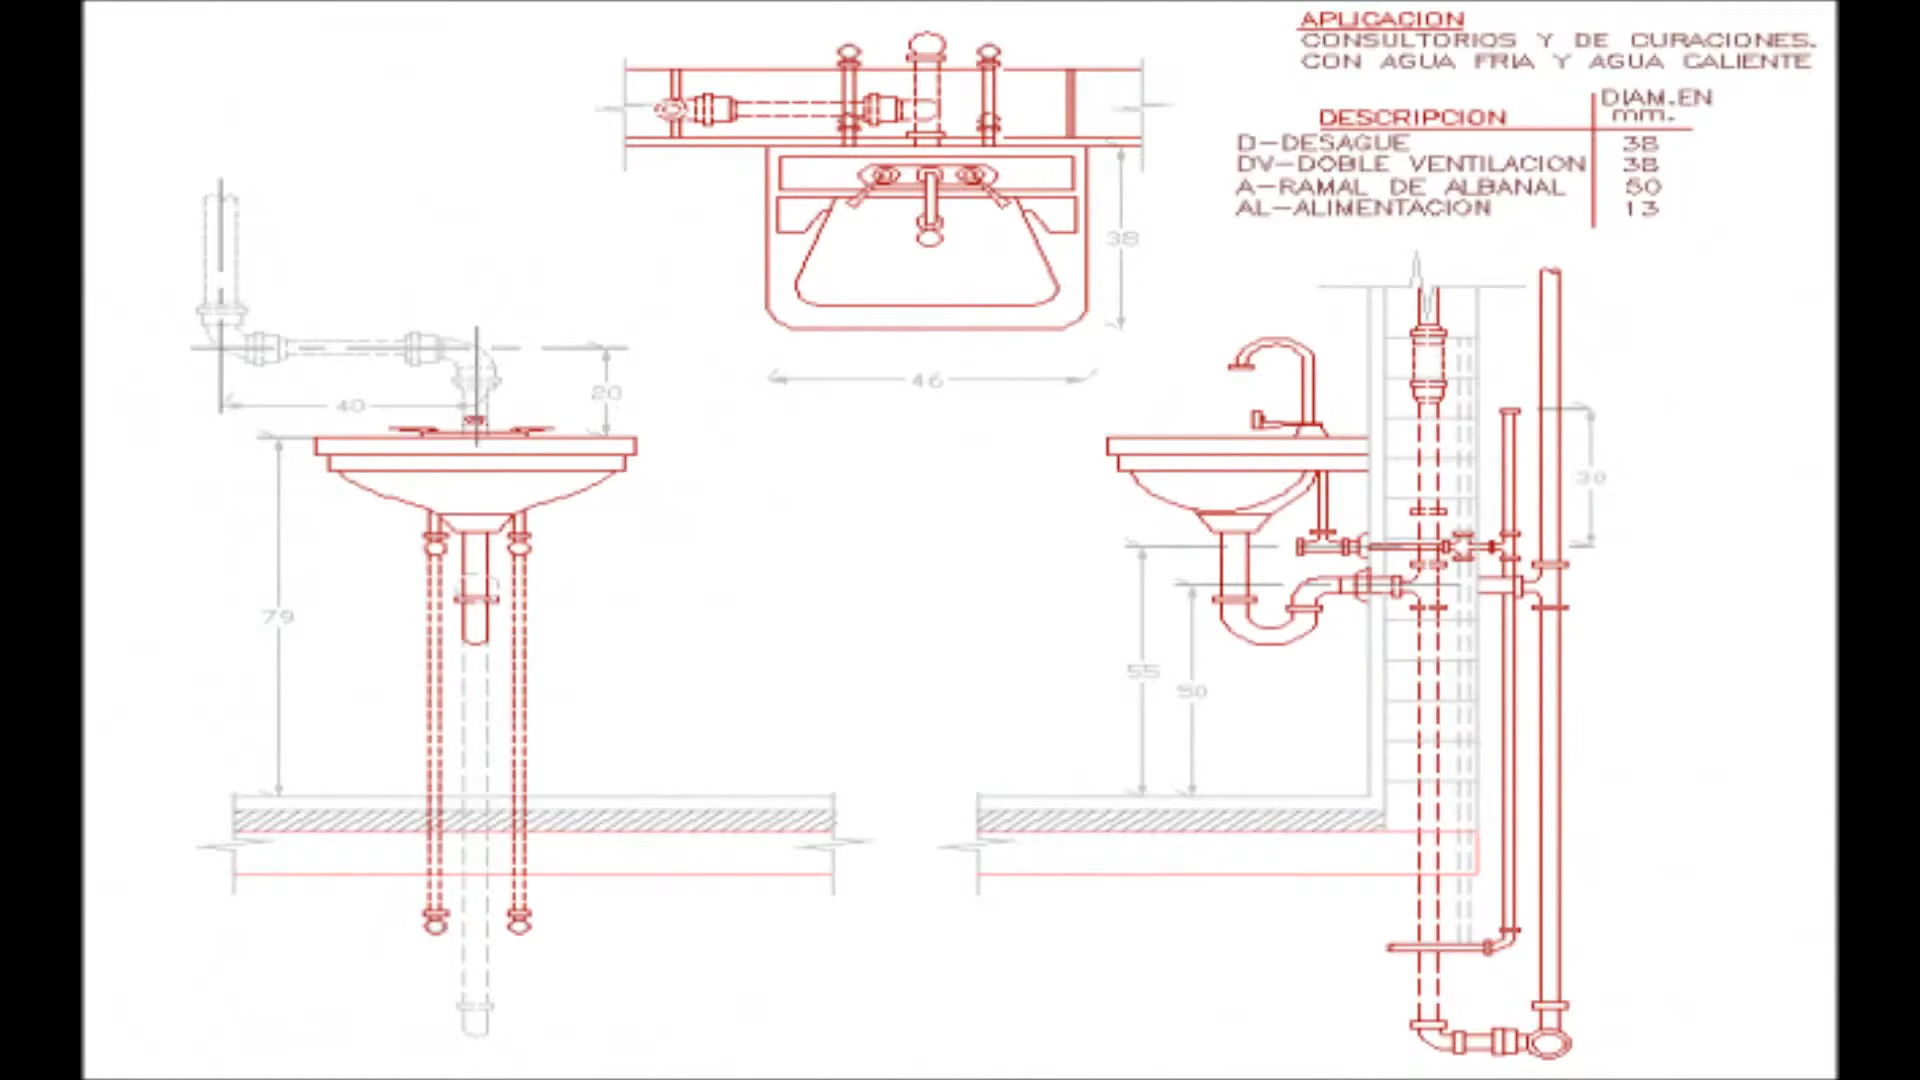 APLICACION
CONSULTORIOS Y DE CURACIONES.
CON AGUA FRIA Y AGUA CALIENTE
DESCRIPCION DIAM.EN mm.
D-DESAGUE 38
DV-DOBLE VENTILACION 38
A-RAMAL DE ALBANAL 50
AL-ALIMENTACION 13
38
46
20
40
79
30
55
50